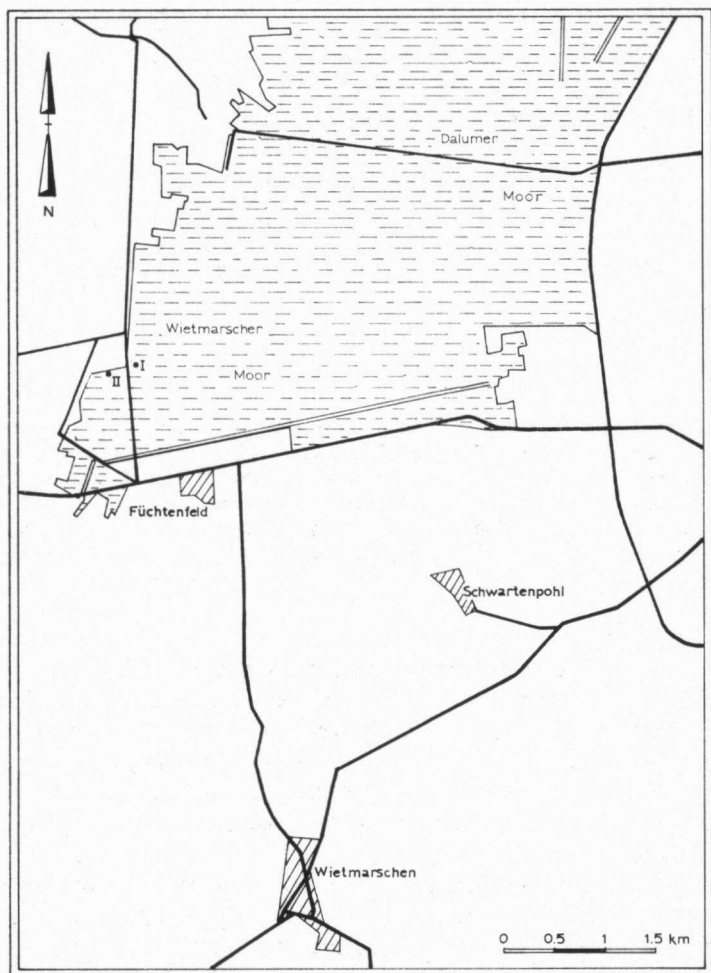 Dalumer
Moor
N
Wietmarscher
Moor
I
II
Füchtenfeld
Schwartenpohl
Wietmarschen
0 0.5 1 1.5 km